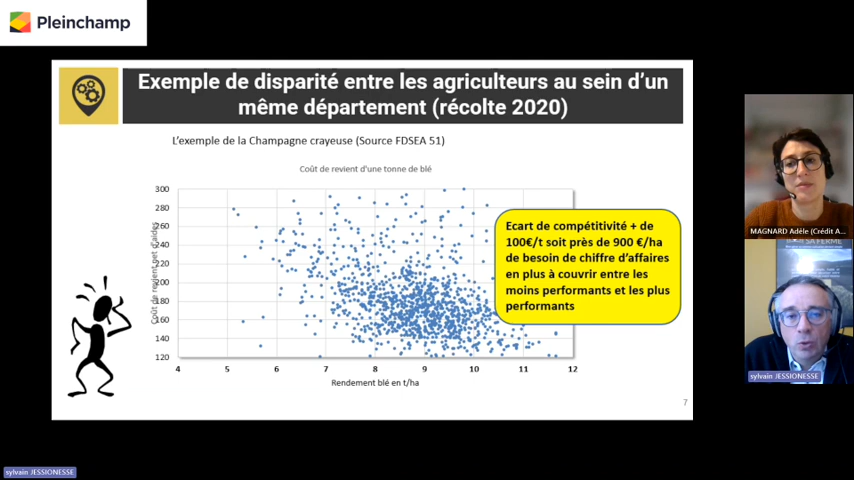 Pleinchamp
Exemple de disparité entre les agriculteurs au sein d'un
même département (récolte 2020)
L'exemple de la Champagne crayeuse (Source FDSEA 51)
Coût de revient d'une tonne de blé
Coût de revient net d'aides
300
280
260
240
220
200
180
160
140
120
4 5 6 7 8 9 10 11 12
Rendement blé en t/ha
Ecart de compétitivité + de
100€/t soit près de 900 €/ha
de besoin de chiffre d'affaires
en plus à couvrir entre les
moins performants et les plus
performants
7
MAGNARD Adèle (Crédit A...
SA FERME
sylvain JESSIONESSE
sylvain JESSIONESSE